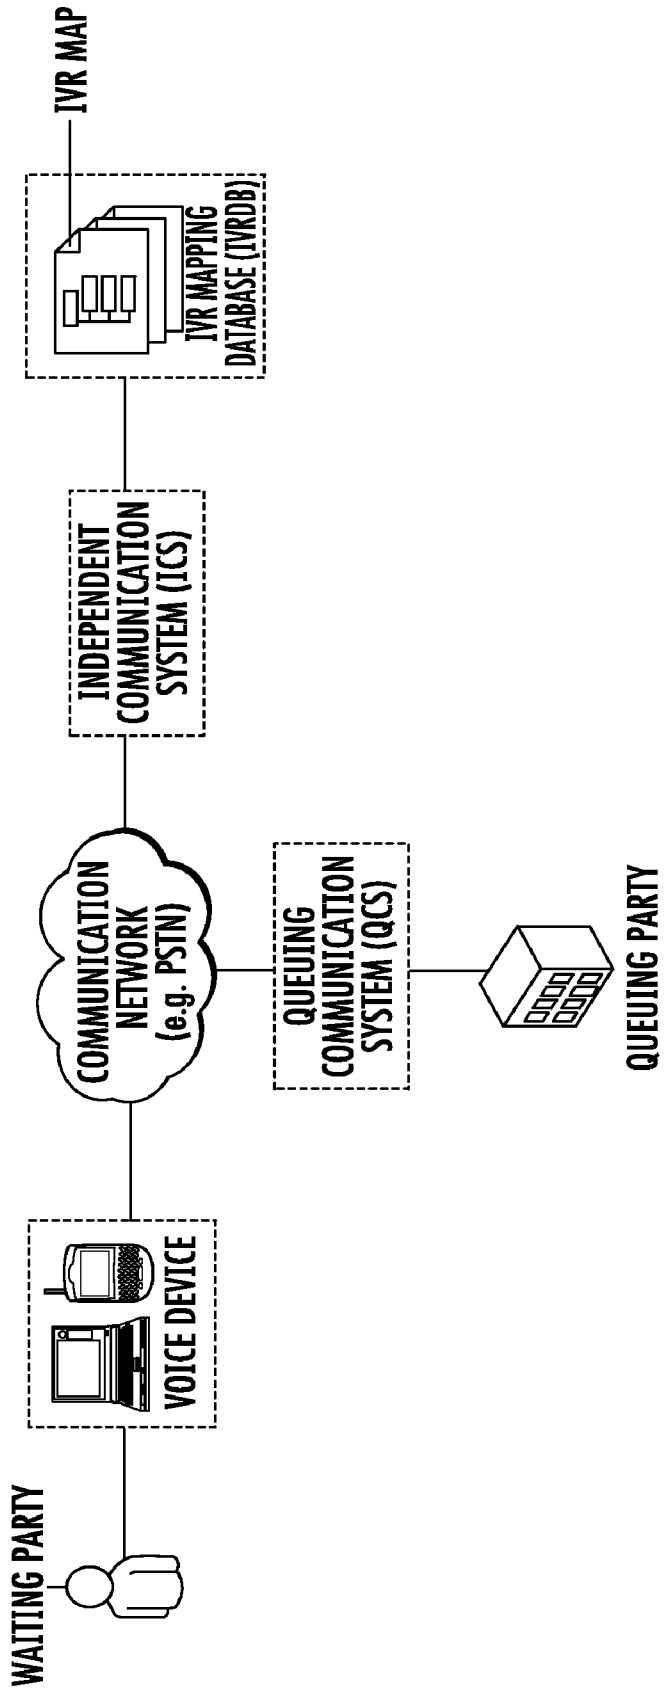 WAITING PARTY
VOICE DEVICE
COMMUNICATION
NETWORK
(e.g. PSTN)
QUEUING
COMMUNICATION
SYSTEM (QCS)
QUEUING PARTY
INDEPENDENT
COMMUNICATION
SYSTEM (ICS)
IVR MAPPING
DATABASE (IVRDB)
IVR MAP